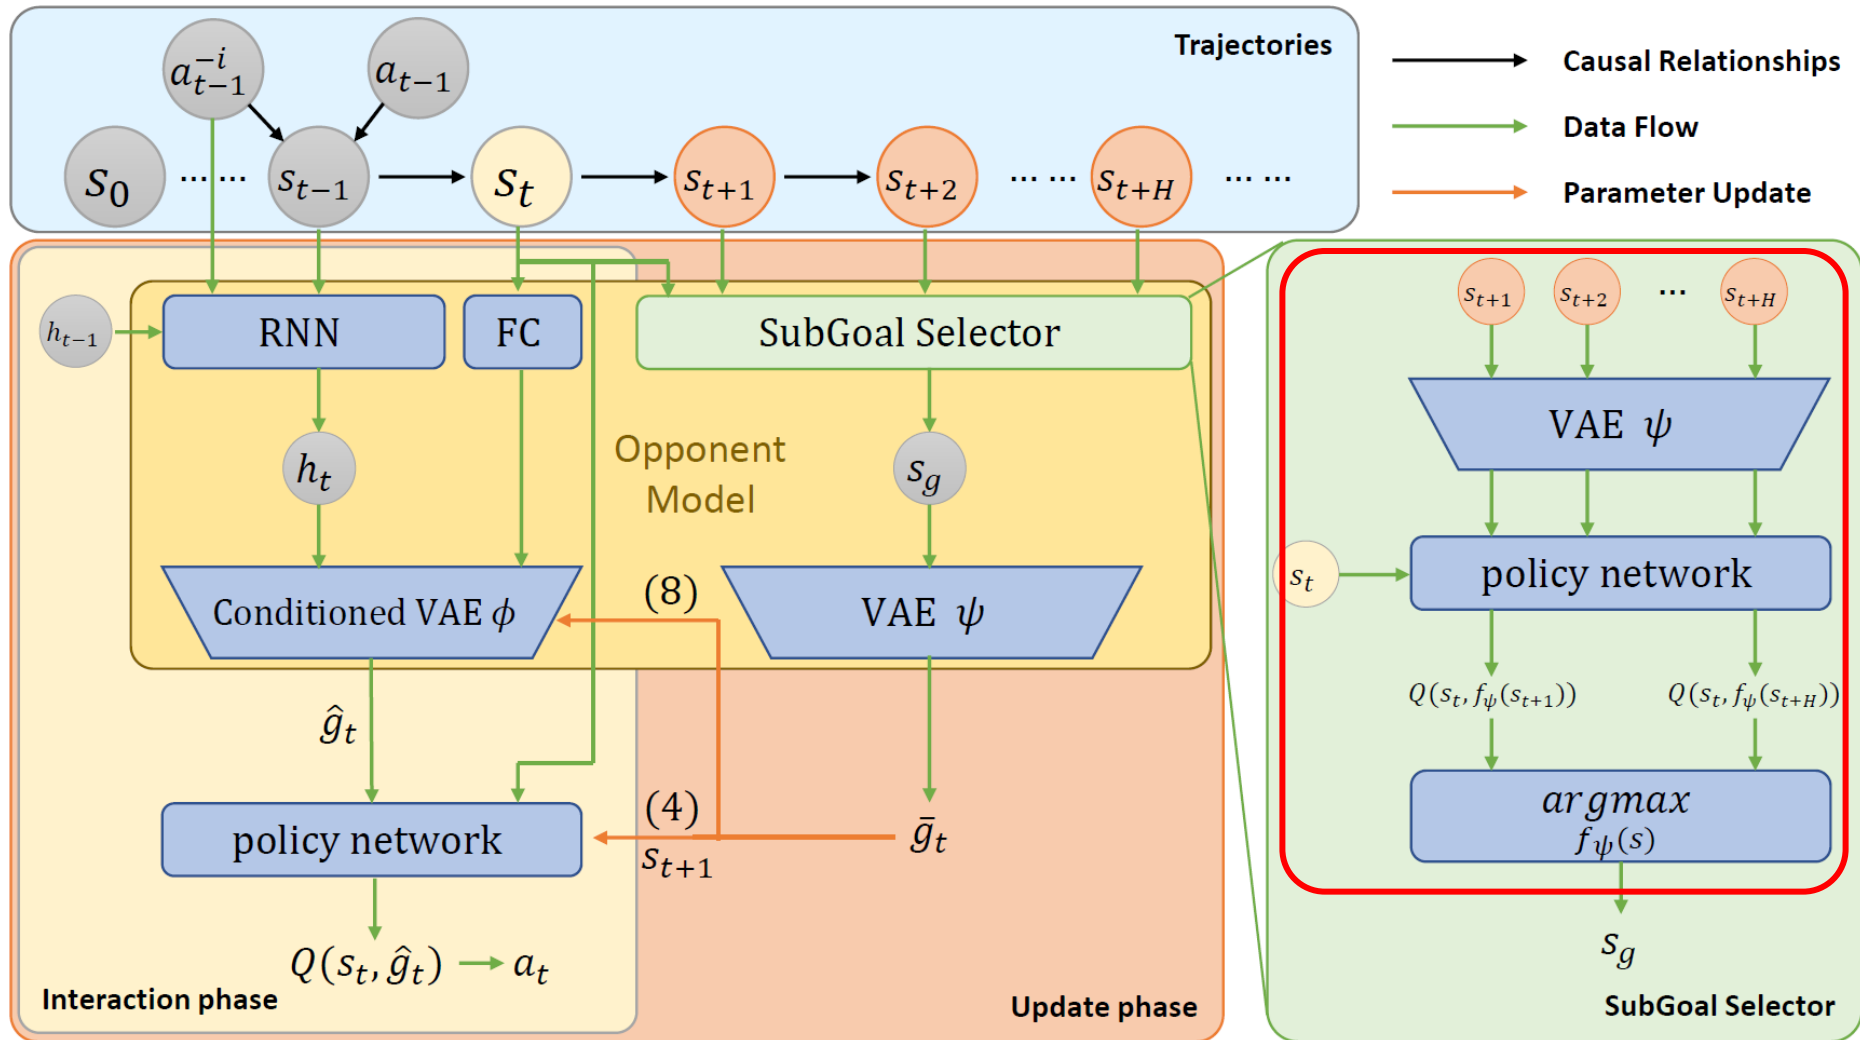 Trajectories
a_{t-1}^{-i}
a_{t-1}
s_0
... ...
s_{t-1}
s_t
s_{t+1}
s_{t+2}
... ...
s_{t+H}
... ...
Causal Relationships
Data Flow
Parameter Update
h_{t-1}
RNN
FC
SubGoal Selector
h_t
Opponent
Model
s_g
Conditioned VAE ϕ
(8)
VAE ψ
ĝ_t
policy network
(4)
s_{t+1}
ḡ_t
Q(s_t, ĝ_t)
a_t
Interaction phase
Update phase
s_{t+1}
s_{t+2}
...
s_{t+H}
VAE ψ
s_t
policy network
Q(s_t, f_ψ(s_{t+1}))
Q(s_t, f_ψ(s_{t+H}))
argmax
f_ψ(s)
s_g
SubGoal Selector